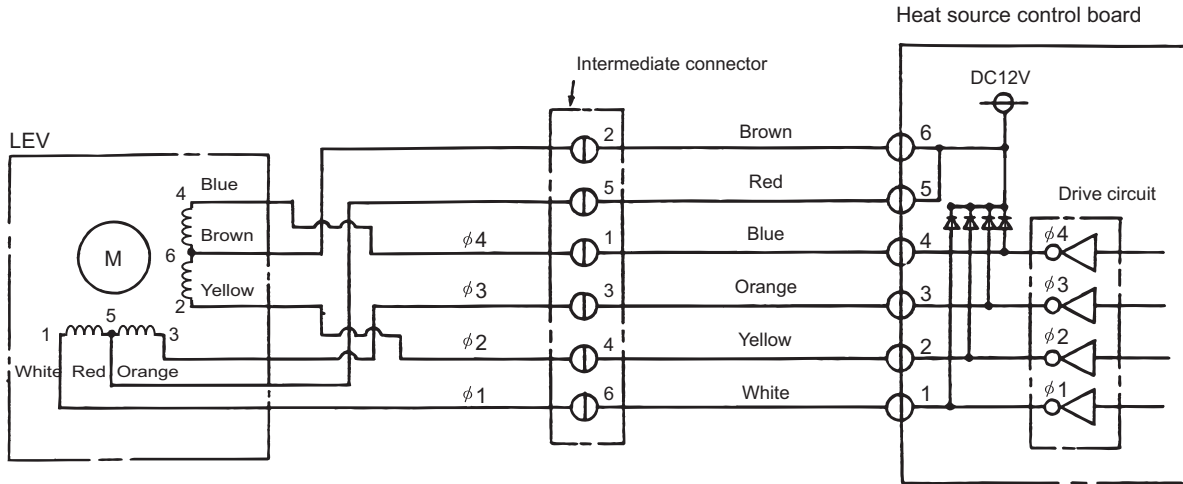 Heat source control board
Intermediate connector
DC12V
LEV
2 Brown 6
4 Blue
5 Red 5
Drive circuit
Brown
6
M
φ4 1 Blue 4 φ4
Yellow
2
φ3 3 Orange 3 φ3
1 5 3
φ2 4 Yellow 2 φ2
White Red Orange
φ1 6 White 1 φ1